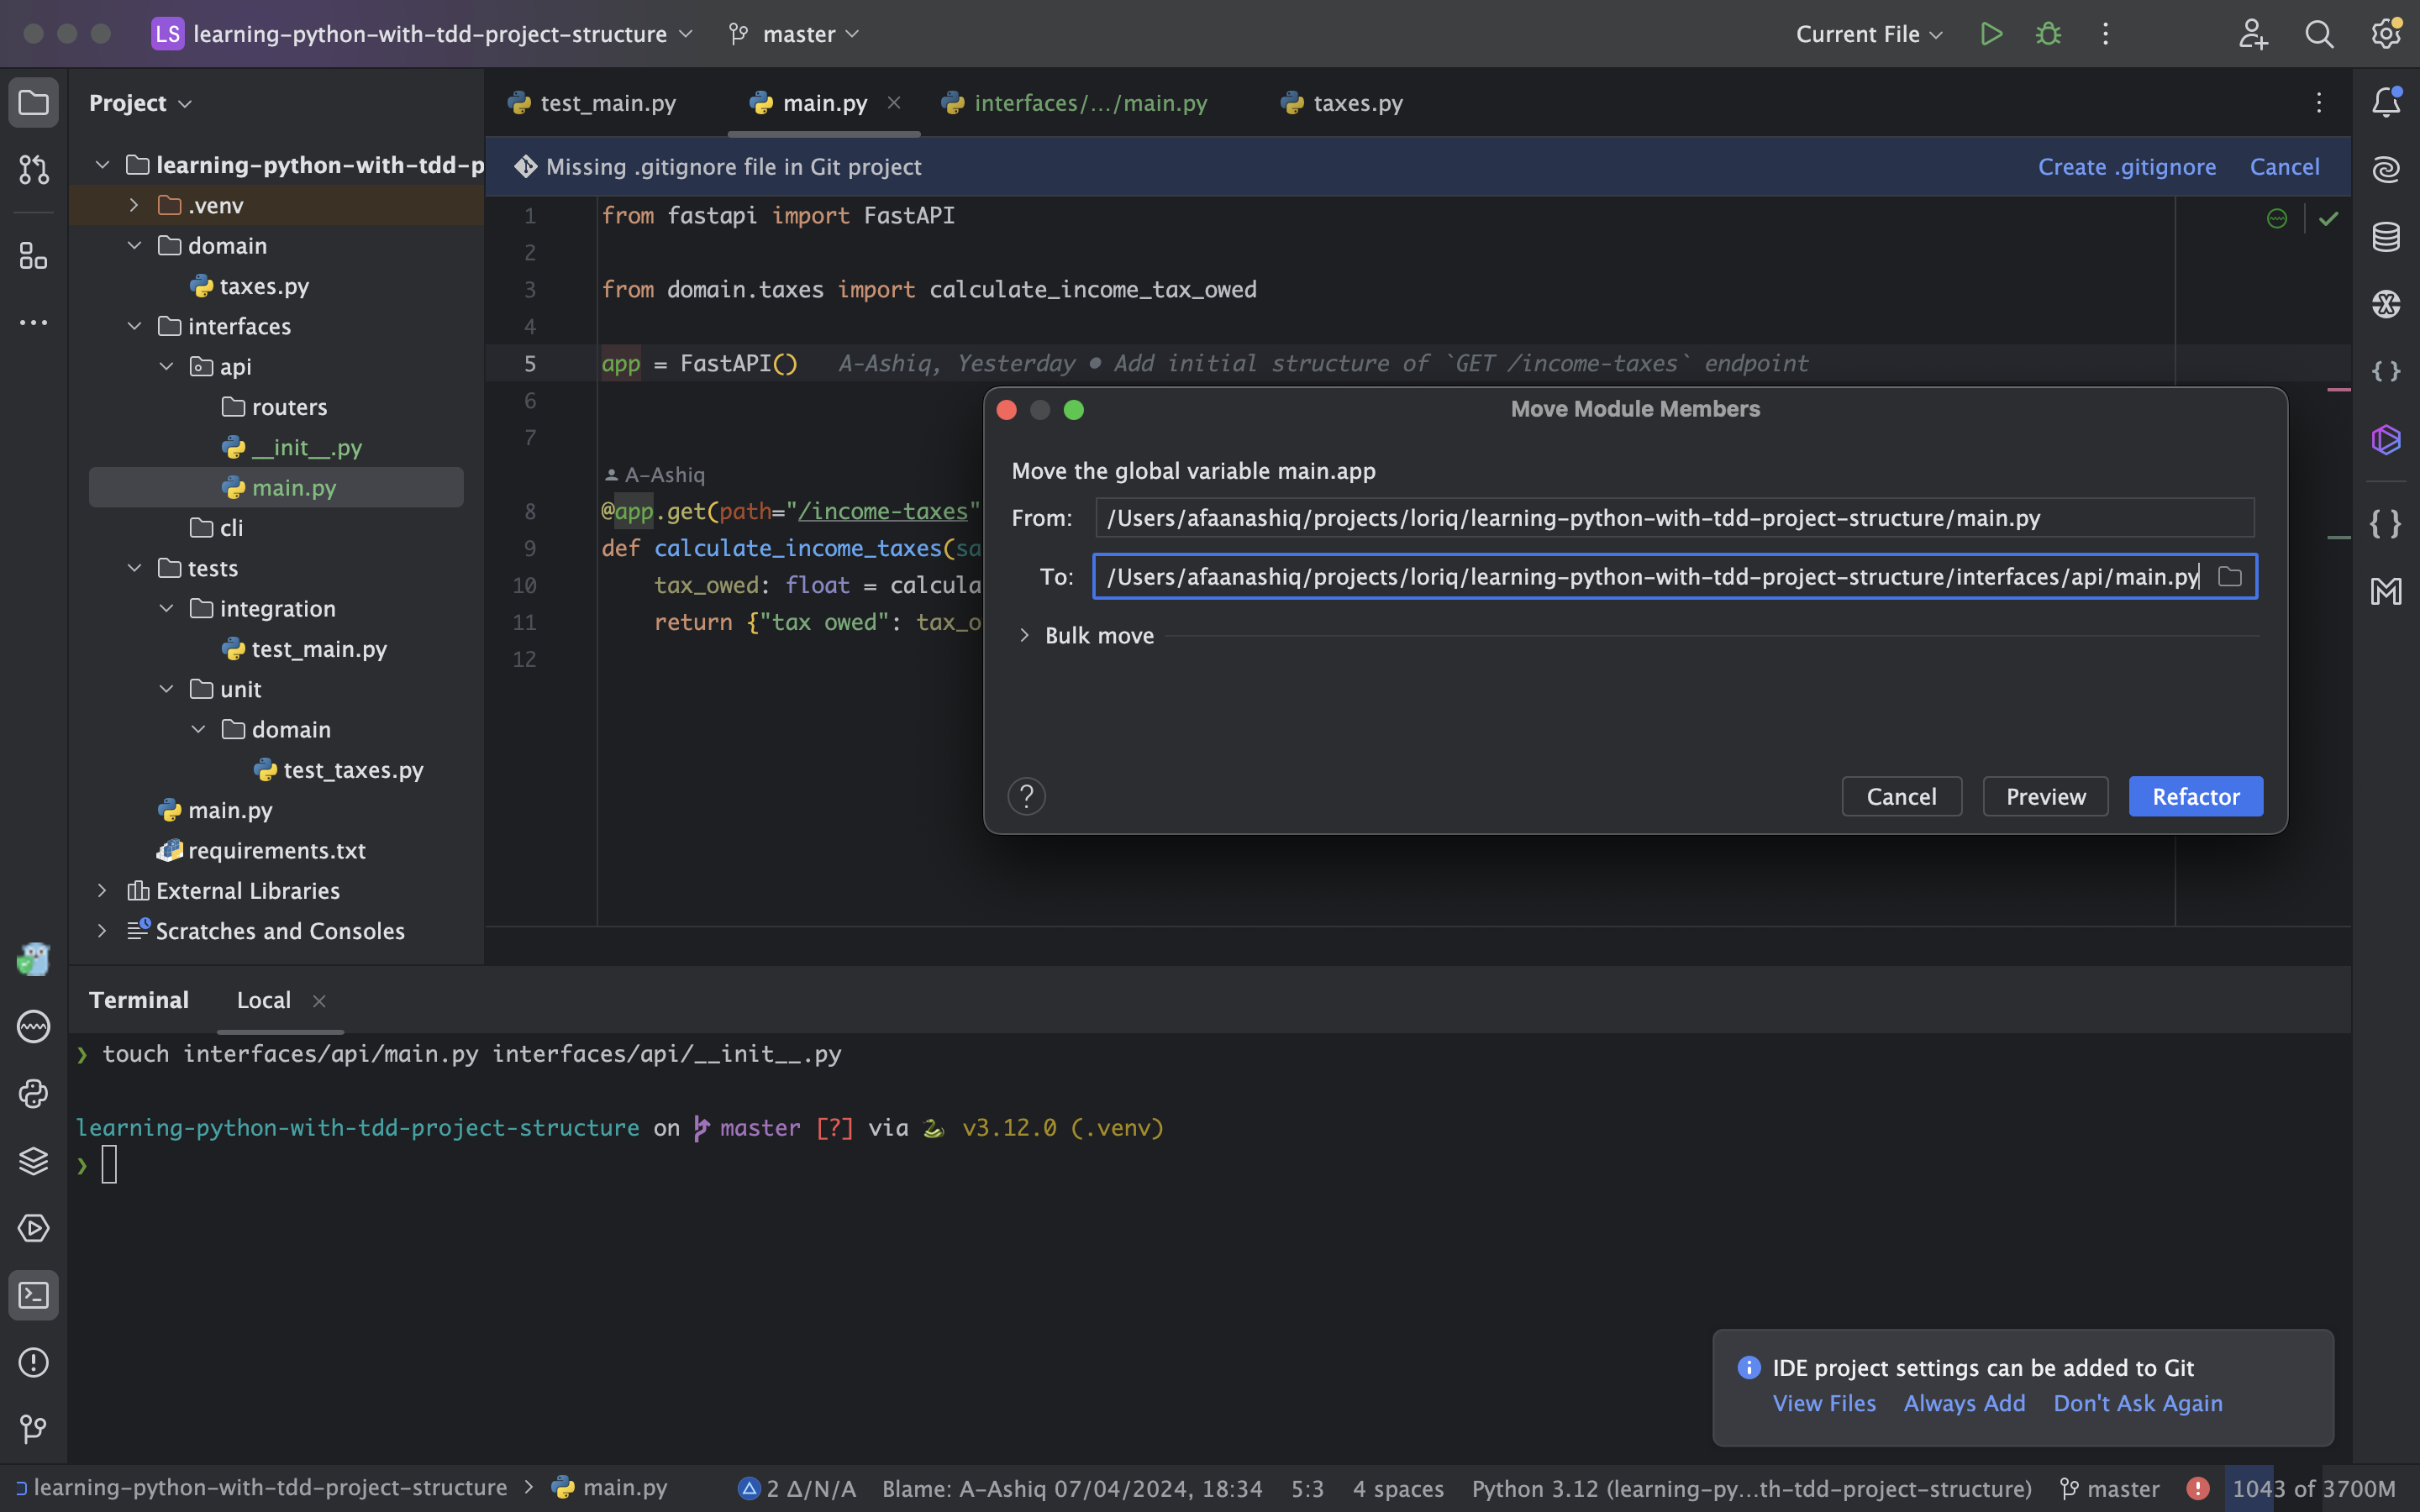 LS learning-python-with-tdd-project-structure master Current File
Project
learning-python-with-tdd-p
.venv
domain
taxes.py
interfaces
api
routers
__init__.py
main.py
cli
tests
integration
test_main.py
unit
domain
test_taxes.py
main.py
requirements.txt
External Libraries
Scratches and Consoles
test_main.py main.py interfaces/.../main.py taxes.py
Missing .gitignore file in Git project Create .gitignore Cancel
1 from fastapi import FastAPI
2
3 from domain.taxes import calculate_income_tax_owed
4
5 app = FastAPI() A-Ashiq, Yesterday • Add initial structure of `GET /income-taxes` endpoint
6
7
A-Ashiq
8 @app.get(path="/income-taxes"
9 def calculate_income_taxes(sa
10 tax_owed: float = calcula
11 return {"tax owed": tax_o
12
Move Module Members
Move the global variable main.app
From: /Users/afaanashiq/projects/loriq/learning-python-with-tdd-project-structure/main.py
To: /Users/afaanashiq/projects/loriq/learning-python-with-tdd-project-structure/interfaces/api/main.py
Bulk move
? Cancel Preview Refactor
Terminal Local
❯ touch interfaces/api/main.py interfaces/api/__init__.py
learning-python-with-tdd-project-structure on master [?] via v3.12.0 (.venv)
❯
IDE project settings can be added to Git
View Files Always Add Don't Ask Again
learning-python-with-tdd-project-structure > main.py 2 Δ/N/A Blame: A-Ashiq 07/04/2024, 18:34 5:3 4 spaces Python 3.12 (learning-py...th-tdd-project-structure) master 1043 of 3700M